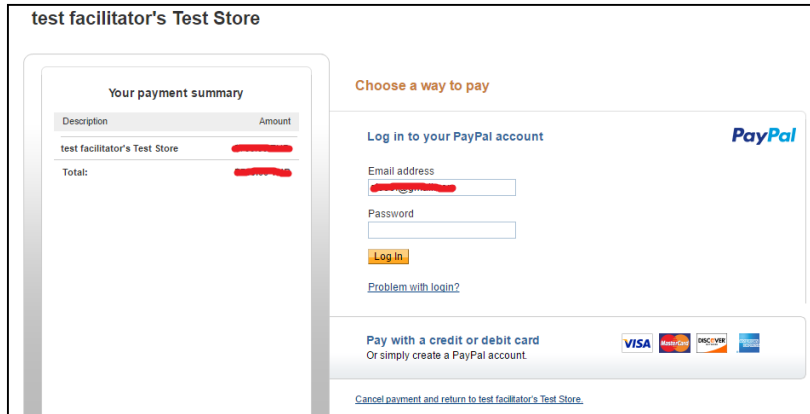 test facilitator's Test Store
Your payment summary
Description Amount
test facilitator's Test Store
Total:
Choose a way to pay
Log in to your PayPal account
PayPal
Email address
Password
Log In
Problem with login?
Pay with a credit or debit card
Or simply create a PayPal account.
VISA MasterCard DISCOVER
Cancel payment and return to test facilitator's Test Store.